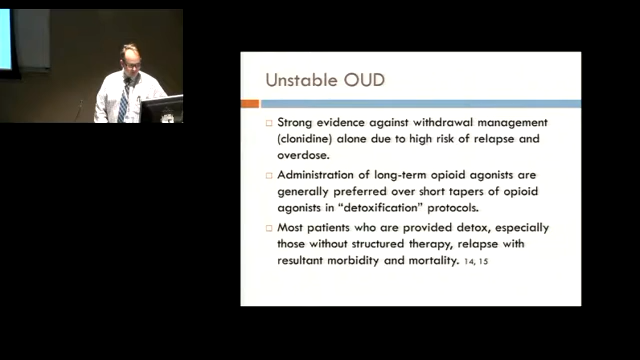 Unstable OUD
□ Strong evidence against withdrawal management
(clonidine) alone due to high risk of relapse and
overdose.
□ Administration of long-term opioid agonists are
generally preferred over short tapers of opioid
agonists in “detoxification” protocols.
□ Most patients who are provided detox, especially
those without structured therapy, relapse with
resultant morbidity and mortality. 14, 15